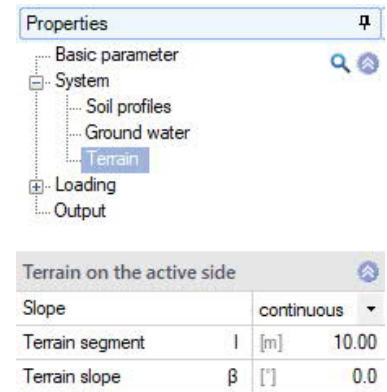 Properties
Basic parameter
System
Soil profiles
Ground water
Terrain
Loading
Output
Terrain on the active side
Slope continuous
Terrain segment l [m] 10.00
Terrain slope β [°] 0.0